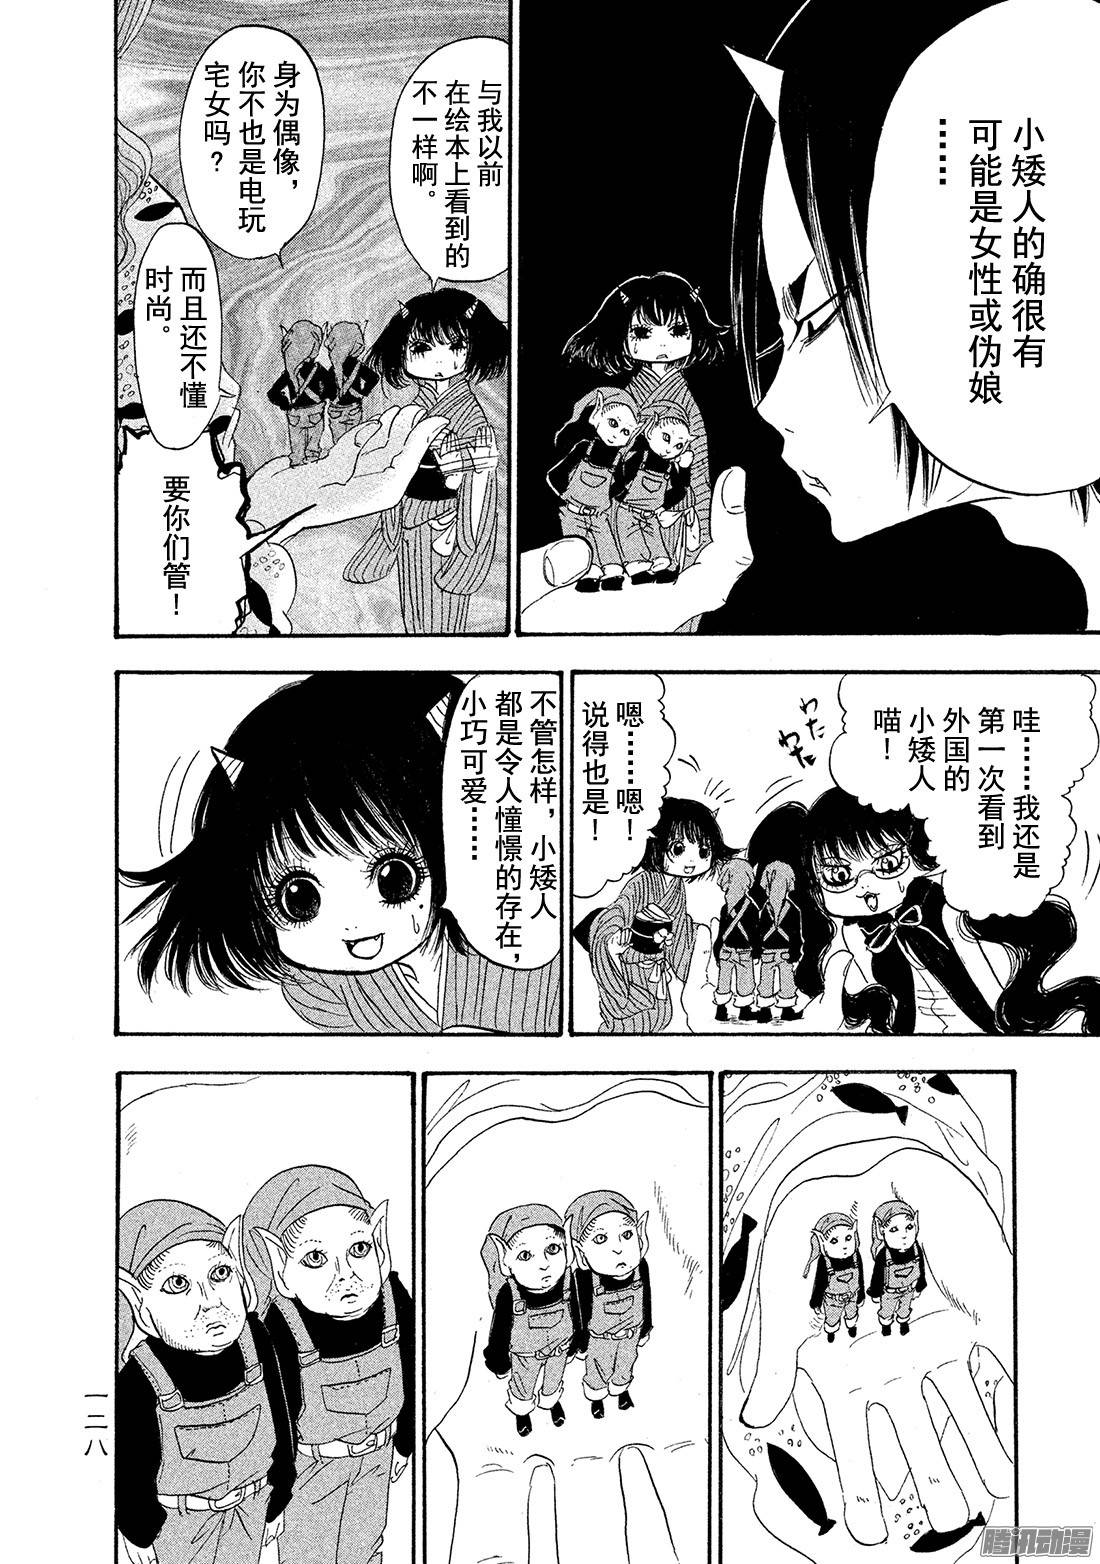 小矮人的确很有
可能是女性或伪娘
……
与我以前
在绘本上看到的
不一样啊。
身为偶像，
你不也是电玩
宅女吗？
而且还不懂
时尚。
要你们管！
哇……我还是
第一次看到
外国的
小矮人
喵！
わた
わた
嗯……嗯！
说得也是！
不管怎样，小矮人
都是令人憧憬的存在，
小巧可爱……
一二八
腾讯动漫